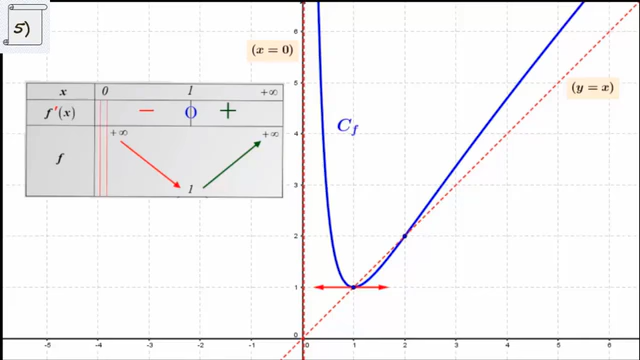 5)
(x = 0)
(y = x)
x 0 1 +∞
f'(x) − 0 +
f +∞ 1 +∞
C_f
6
5
4
3
2
1
0
-5 -4 -3 -2 -1 0 1 2 3 4 5 6